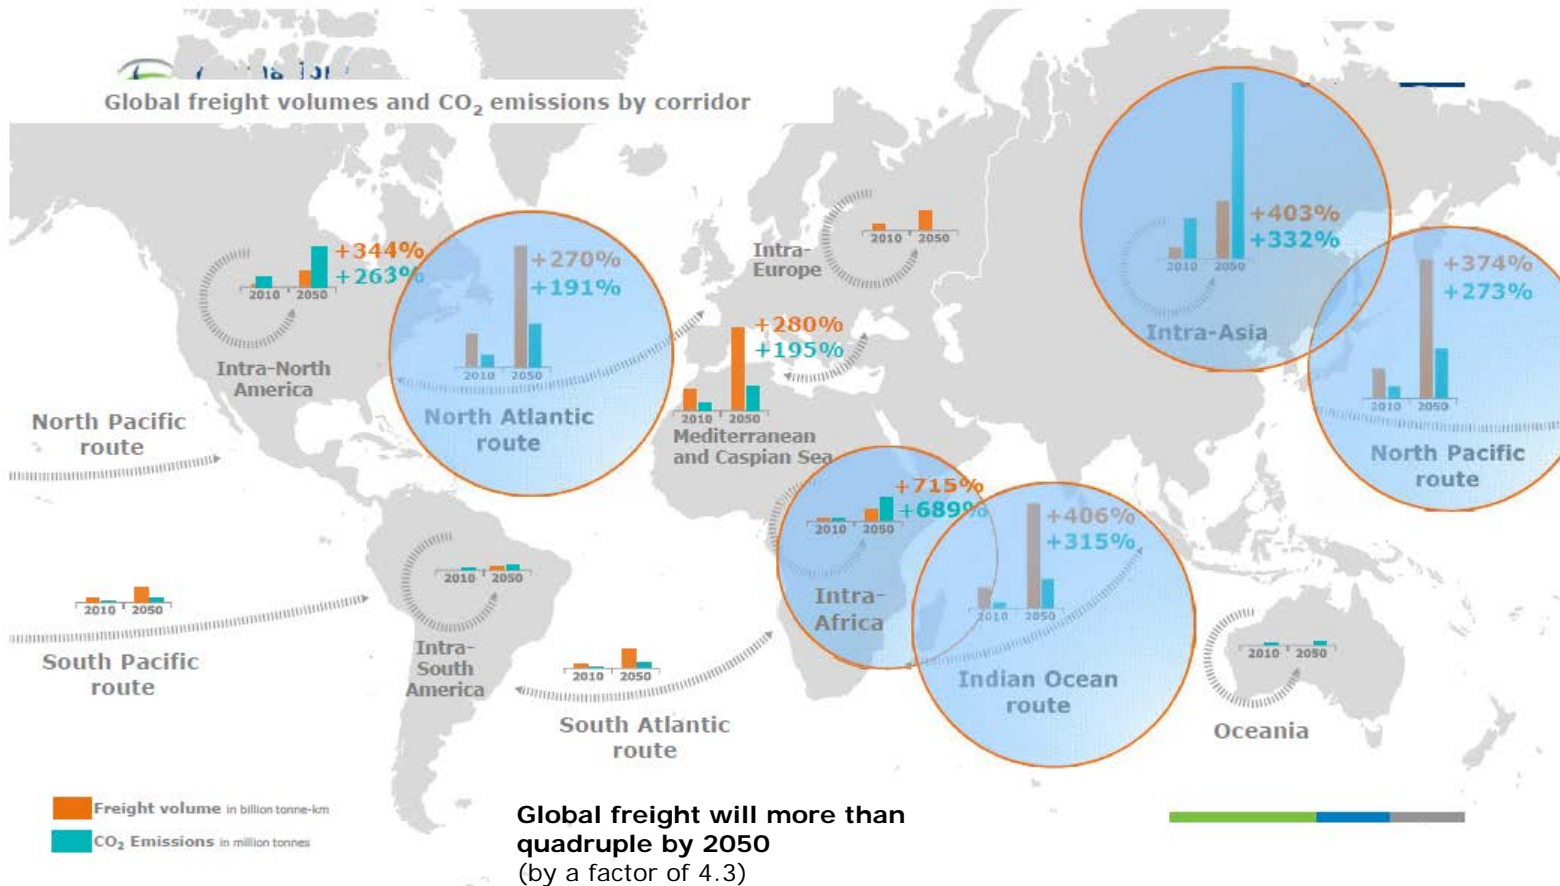 Global freight volumes and CO₂ emissions by corridor
+344%
+263%
2010 2050
Intra-North
America
+270%
+191%
2010 2050
North Atlantic
route
Intra-
Europe
2010 2050
+280%
+195%
2010 2050
Mediterranean
and Caspian Sea
+403%
+332%
2010 2050
Intra-Asia
+374%
+273%
2010 2050
North Pacific
route
North Pacific
route
+715%
+689%
2010 2050
Intra-
Africa
+406%
+315%
2010 2050
Indian Ocean
route
2010 2050
South Pacific
route
2010 2050
Intra-
South
America
2010 2050
South Atlantic
route
2010 2050
Oceania
Freight volume in billion tonne-km
CO₂ Emissions in million tonnes
Global freight will more than
quadruple by 2050
(by a factor of 4.3)